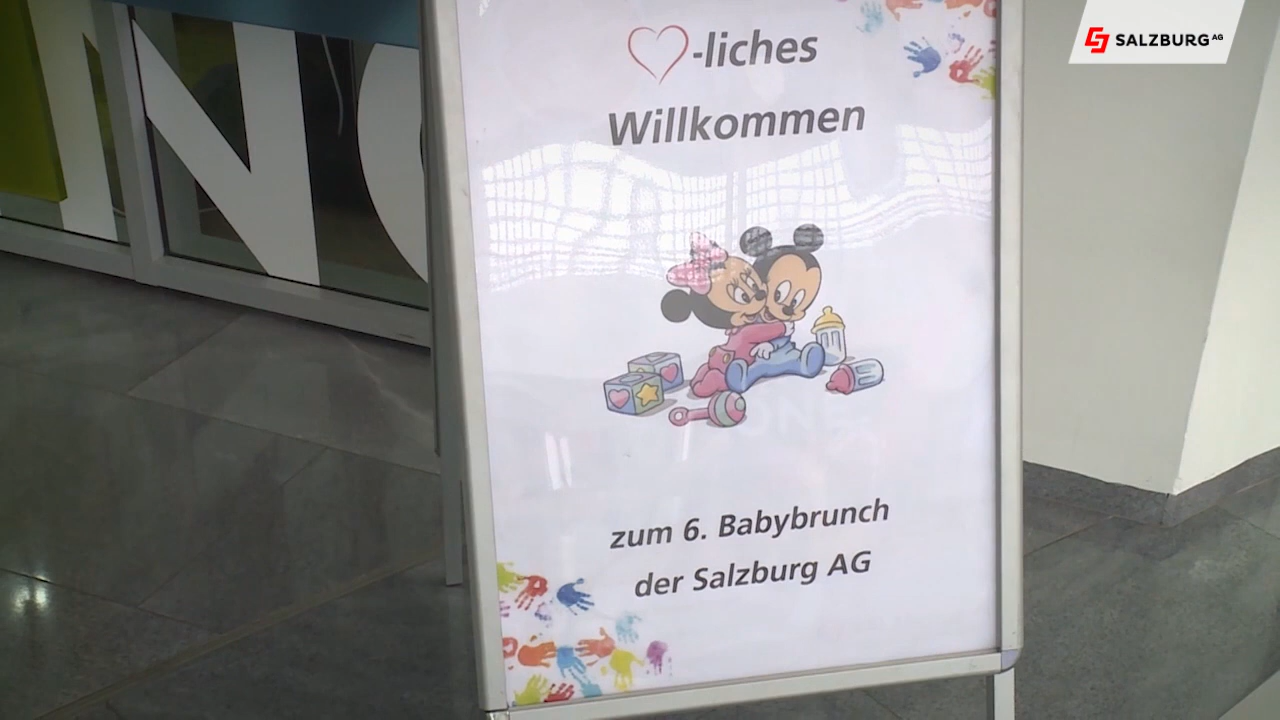 SALZBURG AG
♡-liches
Willkommen
zum 6. Babybrunch
der Salzburg AG